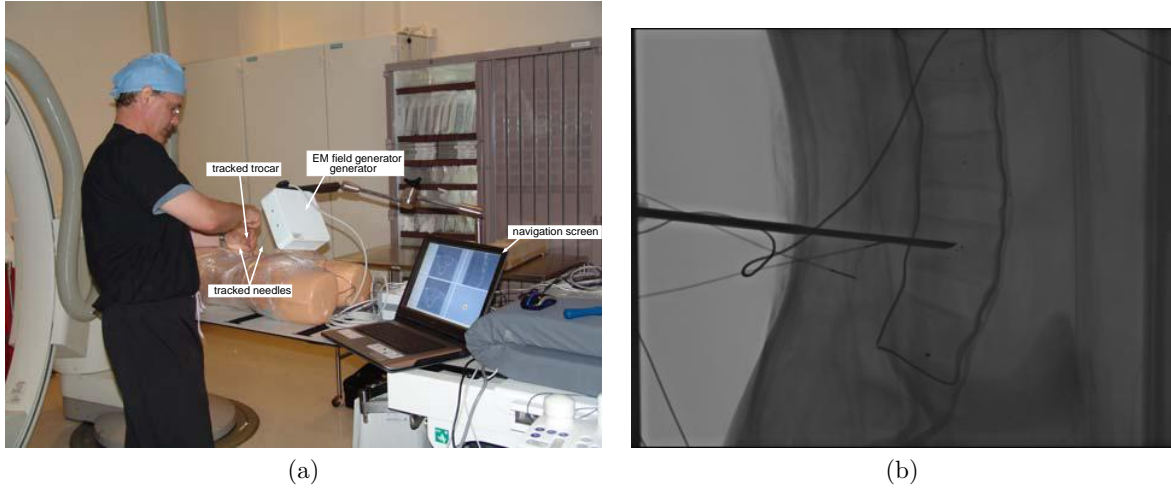 tracked trocar
EM field generator
generator
navigation screen
tracked needles
(a)
(b)